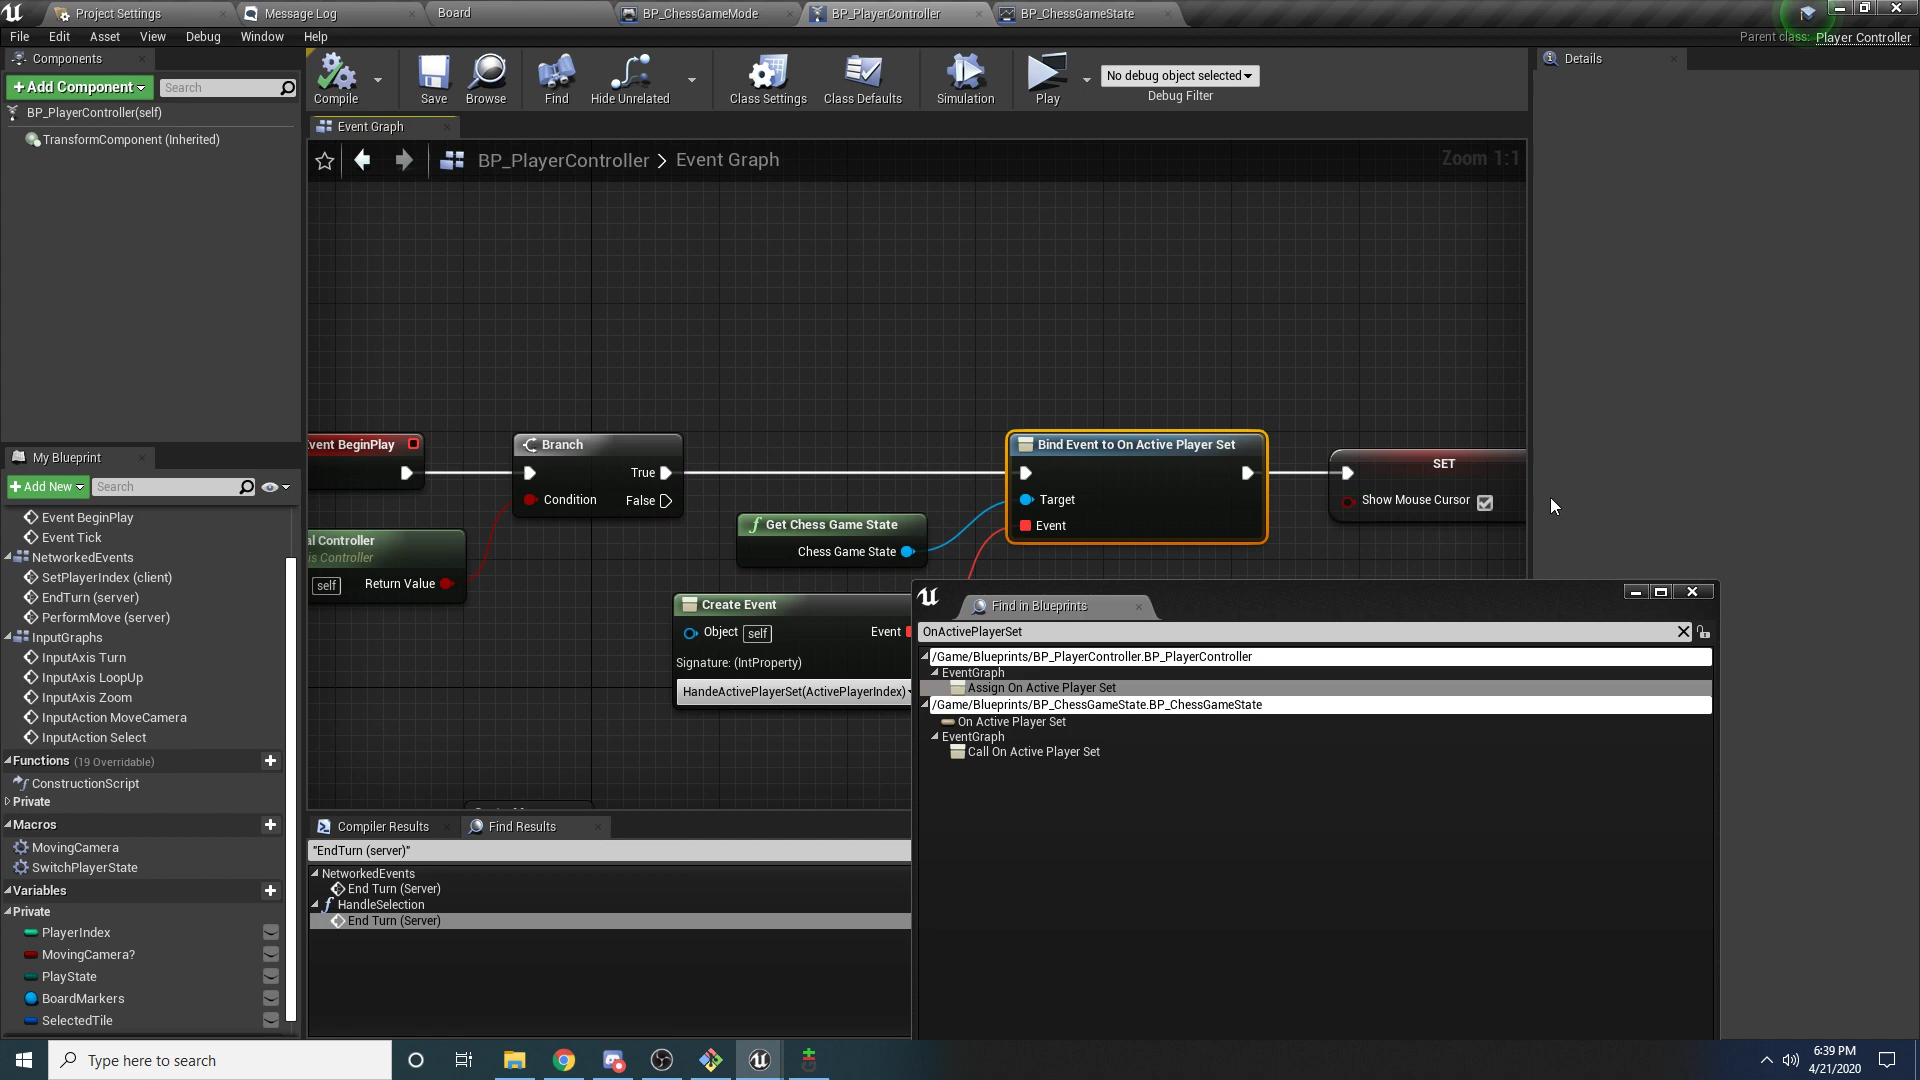 Project Settings
Message Log
Board
BP_ChessGameMode
BP_PlayerController
BP_ChessGameState
File
Edit
Asset
View
Debug
Window
Help
Parent class:
Player Controller
Components
+Add Component
Search
BP_PlayerController(self)
TransformComponent (Inherited)
Compile
Save
Browse
Find
Hide Unrelated
Class Settings
Class Defaults
Simulation
Play
No debug object selected
Debug Filter
Details
Event Graph
BP_PlayerController > Event Graph
Zoom 1:1
vent BeginPlay
Branch
True
Condition
False
al Controller
is Controller
self
Return Value
Get Chess Game State
Chess Game State
Bind Event to On Active Player Set
Target
Event
SET
Show Mouse Cursor
Create Event
Object
self
Event
Signature: (IntProperty)
HandeActivePlayerSet(ActivePlayerIndex)
My Blueprint
+Add New
Search
Event BeginPlay
Event Tick
NetworkedEvents
SetPlayerIndex (client)
EndTurn (server)
PerformMove (server)
InputGraphs
InputAxis Turn
InputAxis LoopUp
InputAxis Zoom
InputAction MoveCamera
InputAction Select
Functions (19 Overridable)
ConstructionScript
Private
Macros
MovingCamera
SwitchPlayerState
Variables
Private
PlayerIndex
MovingCamera?
PlayState
BoardMarkers
SelectedTile
Compiler Results
Find Results
"EndTurn (server)"
NetworkedEvents
End Turn (Server)
HandleSelection
End Turn (Server)
Find in Blueprints
OnActivePlayerSet
/Game/Blueprints/BP_PlayerController.BP_PlayerController
EventGraph
Assign On Active Player Set
/Game/Blueprints/BP_ChessGameState.BP_ChessGameState
On Active Player Set
EventGraph
Call On Active Player Set
Type here to search
6:39 PM
4/21/2020